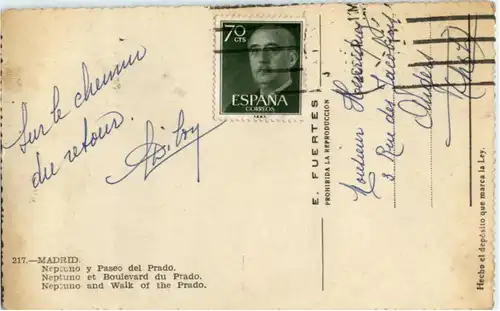 70
CTS
ESPAÑA
CORREOS
Sur le chemin
du retour.
E. FUERTES
PROHIBIDA LA REPRODUCCION
Monsieur
3 Rue des
Hecho el depósito que marca la Ley.
217.—MADRID.
Neptuno y Paseo del Prado.
Neptuno et Boulevard du Prado.
Neptuno and Walk of the Prado.